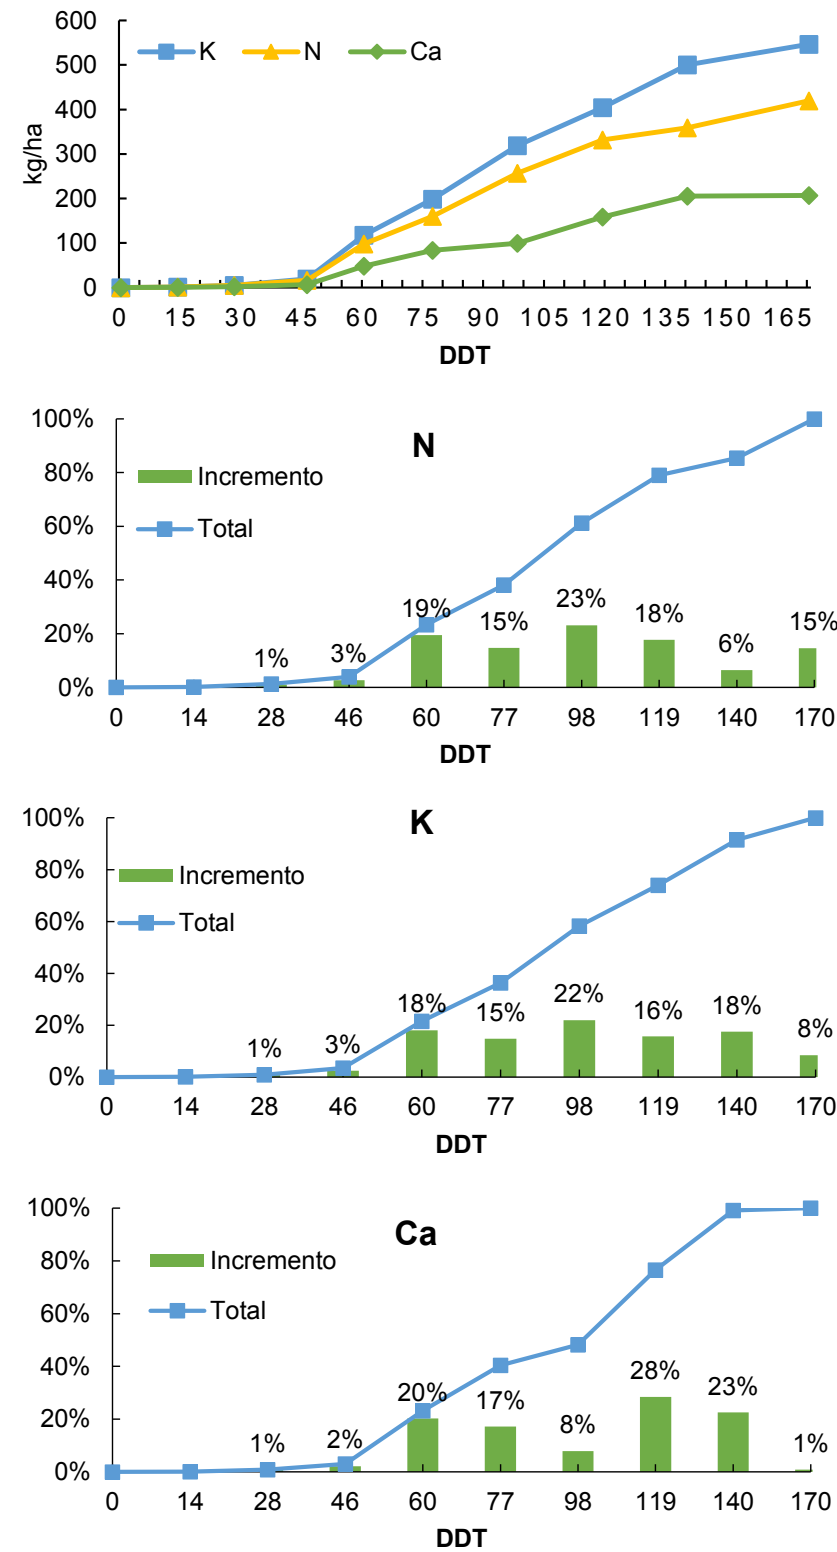 600
K N Ca
500
400
300
200
100
0
kg/ha
0 15 30 45 60 75 90 105 120 135 150 165
DDT
N
100%
80%
60%
40%
20%
0%
Incremento
Total
1% 3% 19% 15% 23% 18% 6% 15%
0 14 28 46 60 77 98 119 140 170
DDT
K
100%
80%
60%
40%
20%
0%
Incremento
Total
1% 3% 18% 15% 22% 16% 18% 8%
0 14 28 46 60 77 98 119 140 170
DDT
Ca
100%
80%
60%
40%
20%
0%
Incremento
Total
1% 2% 20% 17% 8% 28% 23% 1%
0 14 28 46 60 77 98 119 140 170
DDT